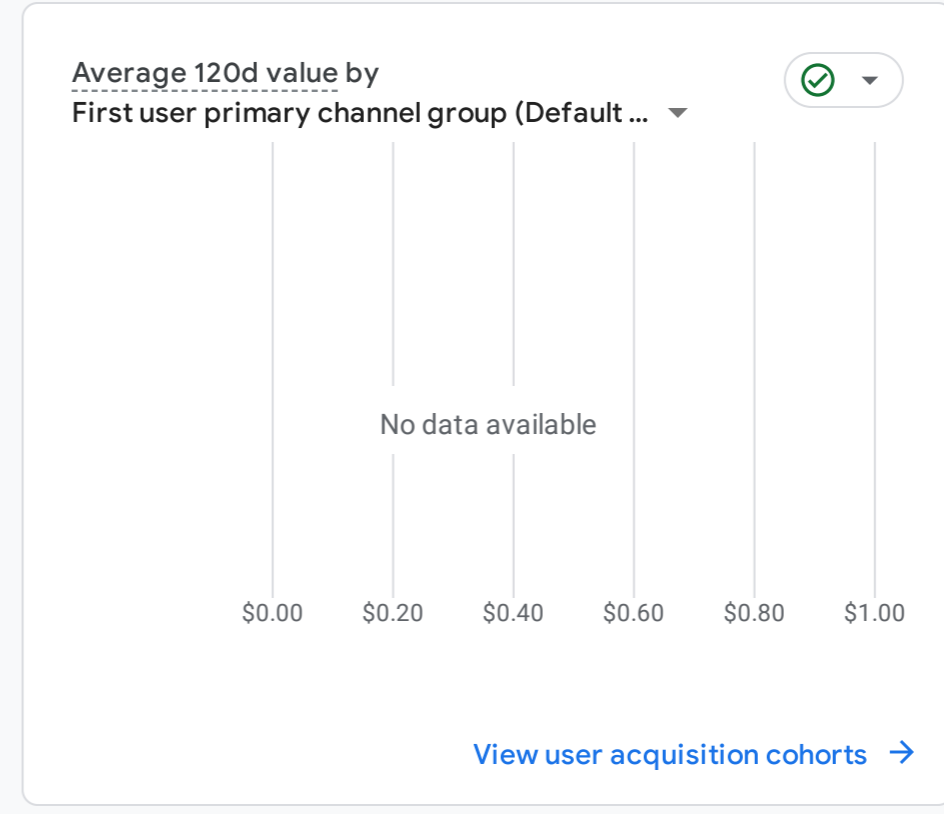 Average 120d value by
First user primary channel group (Default ...
No data available
$0.00 $0.20 $0.40 $0.60 $0.80 $1.00
View user acquisition cohorts